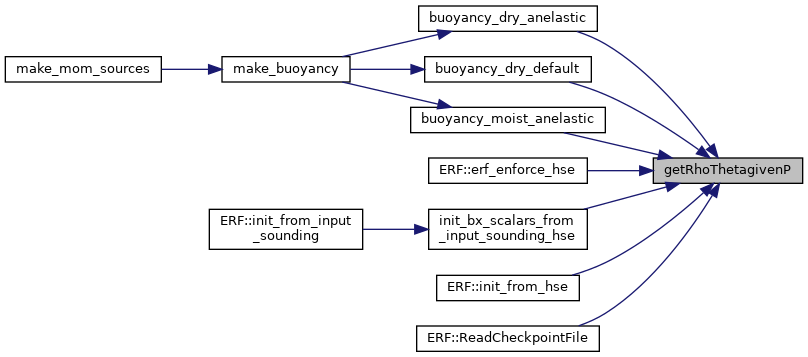 buoyancy_dry_anelastic
make_mom_sources
make_buoyancy
buoyancy_dry_default
buoyancy_moist_anelastic
getRhoThetagivenP
ERF::erf_enforce_hse
ERF::init_from_input
_sounding
init_bx_scalars_from
_input_sounding_hse
ERF::init_from_hse
ERF::ReadCheckpointFile